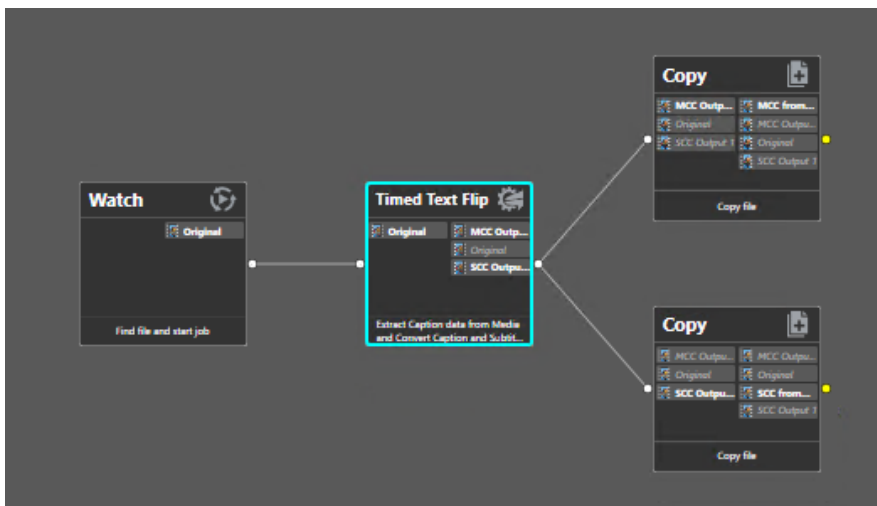 Watch
Original
Find file and start job
Timed Text Flip
Original
MCC Outp...
Original
SCC Outpu...
Extract Caption data from Media
and Convert Caption and Subtit...
Copy
MCC Outp...
MCC from...
Original
MCC Outpu...
SCC Output 1
Original
SCC Output 1
Copy file
Copy
MCC Outpu...
MCC Outpu...
Original
Original
SCC Outpu...
SCC from...
SCC Output 1
Copy file